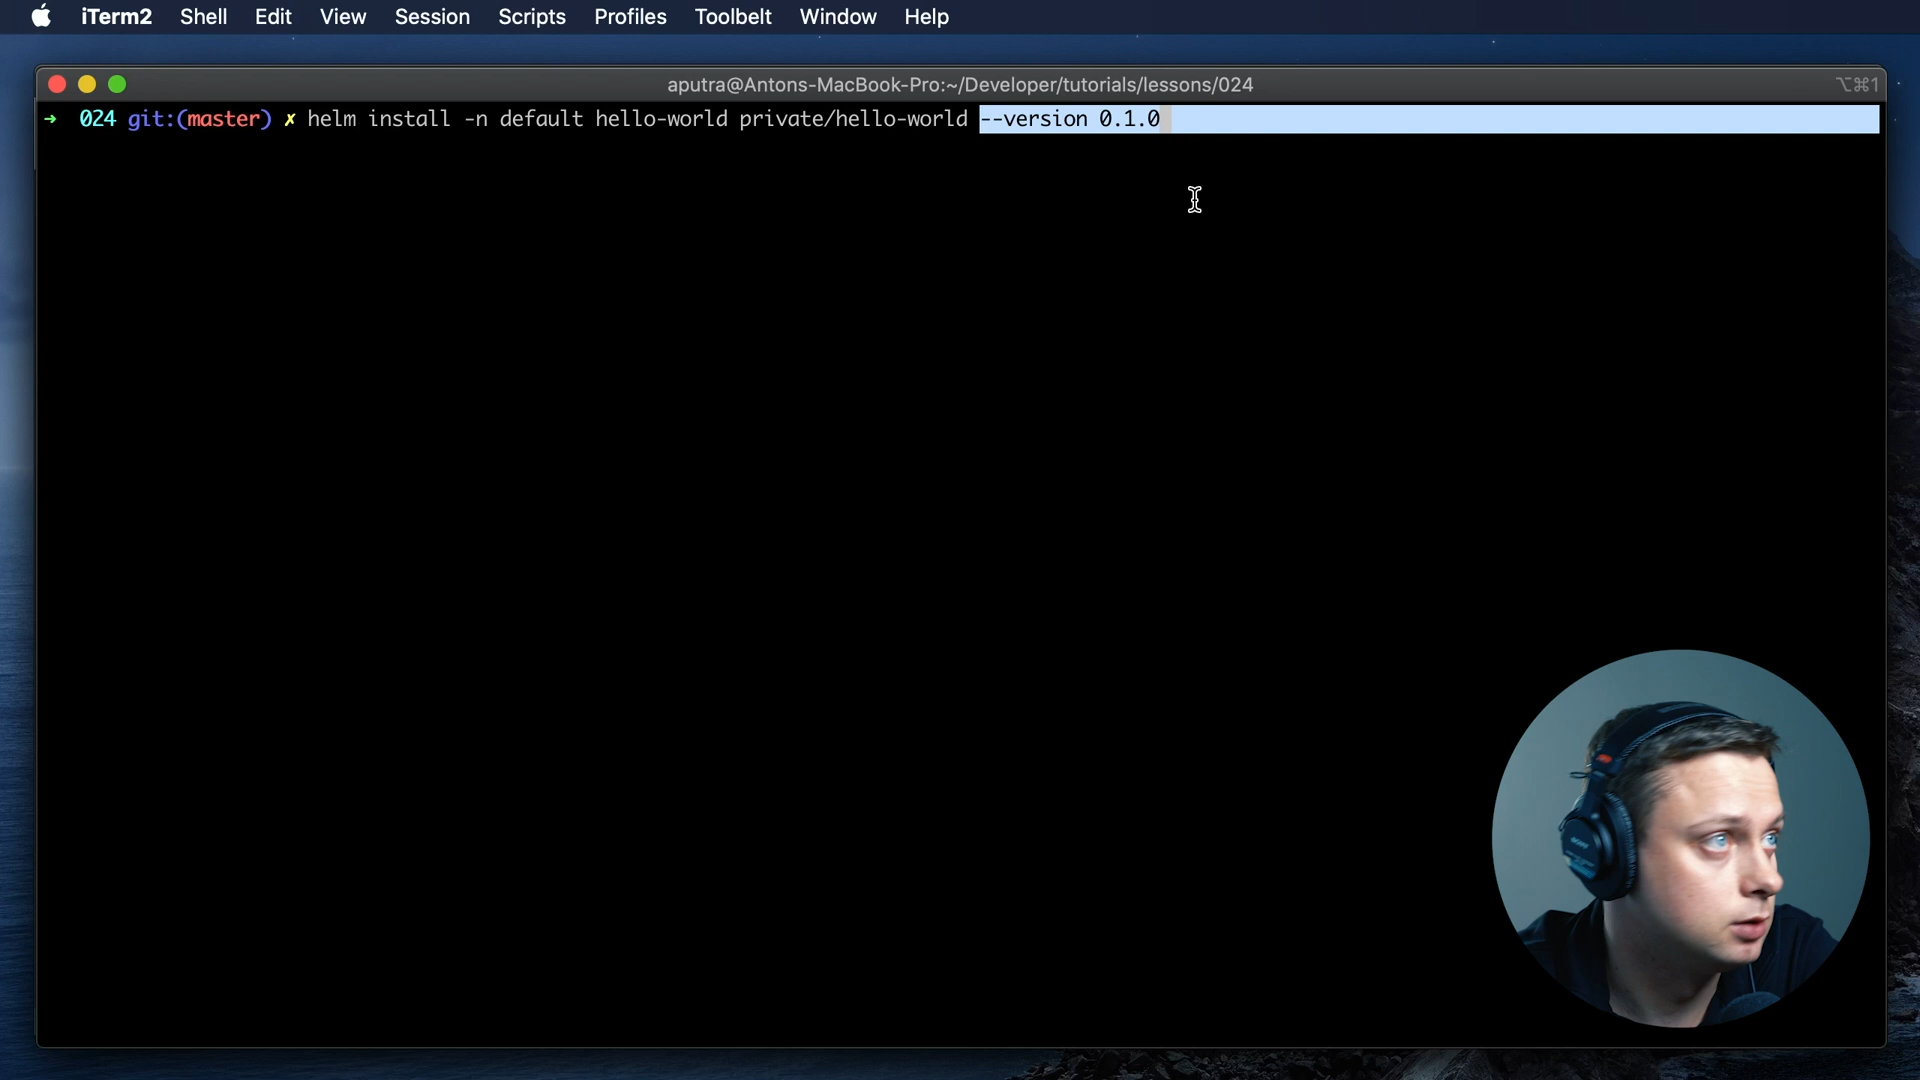 iTerm2 Shell Edit View Session Scripts Profiles Toolbelt Window Help
aputra@Antons-MacBook-Pro:~/Developer/tutorials/lessons/024 ⌥⌘1
→ 024 git:(master) ✗ helm install -n default hello-world private/hello-world --version 0.1.0
SONY